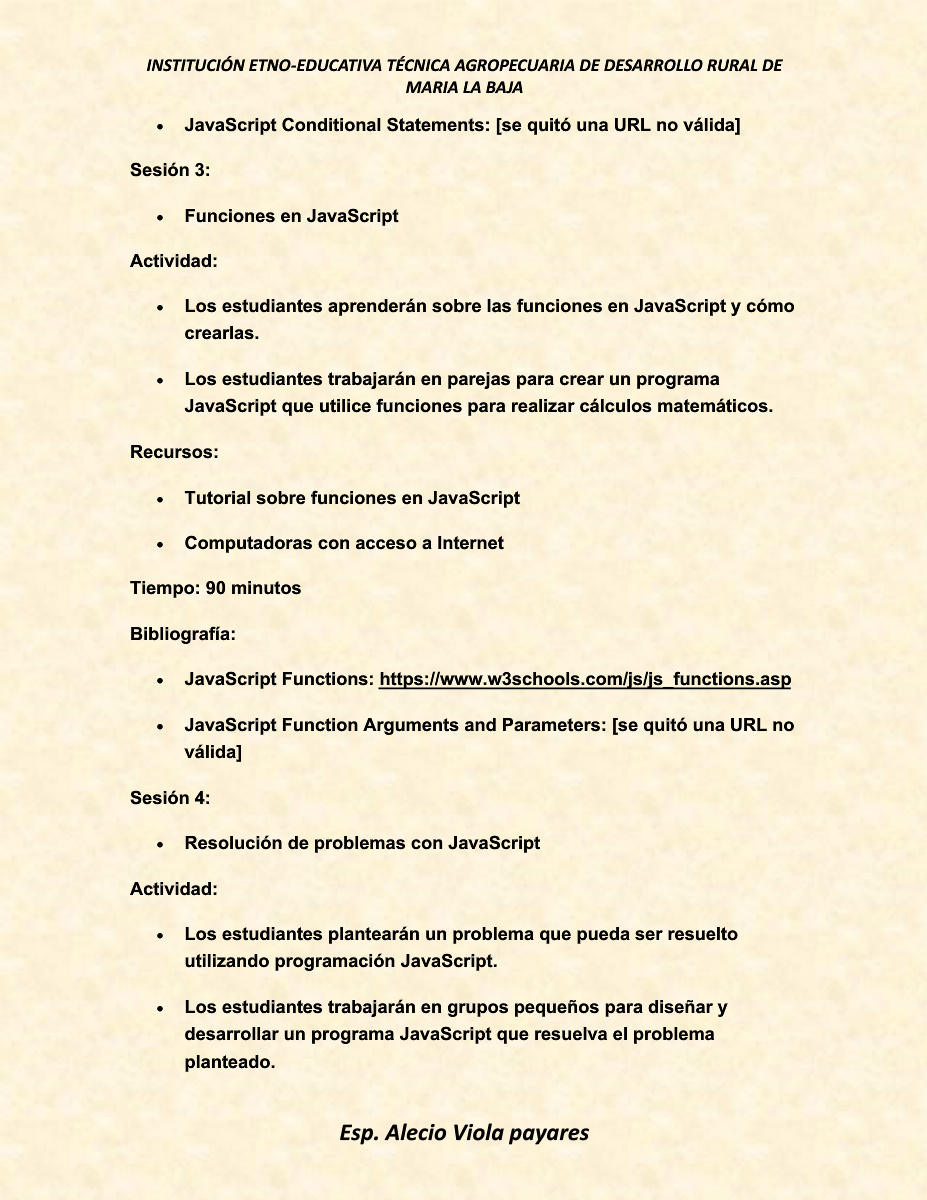 INSTITUCIÓN ETNO-EDUCATIVA TÉCNICA AGROPECUARIA DE DESARROLLO RURAL DE
MARIA LA BAJA
• JavaScript Conditional Statements: [se quitó una URL no válida]
Sesión 3:
• Funciones en JavaScript
Actividad:
• Los estudiantes aprenderán sobre las funciones en JavaScript y cómo
crearlas.
• Los estudiantes trabajarán en parejas para crear un programa
JavaScript que utilice funciones para realizar cálculos matemáticos.
Recursos:
• Tutorial sobre funciones en JavaScript
• Computadoras con acceso a Internet
Tiempo: 90 minutos
Bibliografía:
• JavaScript Functions: https://www.w3schools.com/js/js_functions.asp
• JavaScript Function Arguments and Parameters: [se quitó una URL no
válida]
Sesión 4:
• Resolución de problemas con JavaScript
Actividad:
• Los estudiantes plantearán un problema que pueda ser resuelto
utilizando programación JavaScript.
• Los estudiantes trabajarán en grupos pequeños para diseñar y
desarrollar un programa JavaScript que resuelva el problema
planteado.
Esp. Alecio Viola payares